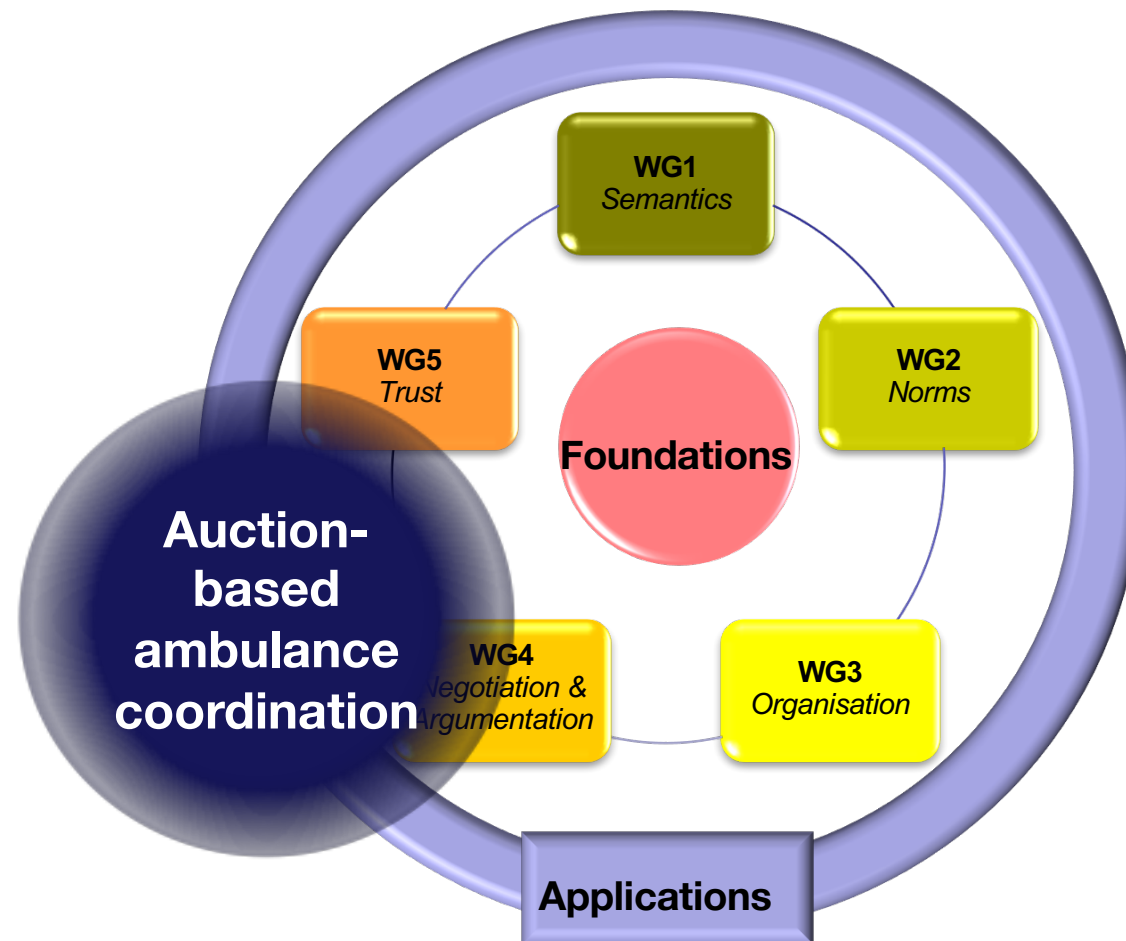 WG1
Semantics
WG5
Trust
WG2
Norms
Foundations
Auction-
based
ambulance
coordination
WG4
Negotiation &
Argumentation
WG3
Organisation
Applications